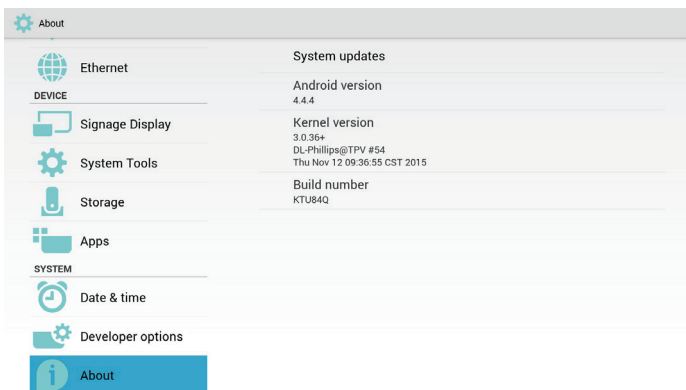 About
Ethernet
DEVICE
Signage Display
System Tools
Storage
Apps
SYSTEM
Date & time
Developer options
About
System updates
Android version
4.4.4
Kernel version
3.0.36+
DL-Phillips@TPV #54
Thu Nov 12 09:36:55 CST 2015
Build number
KTU84Q